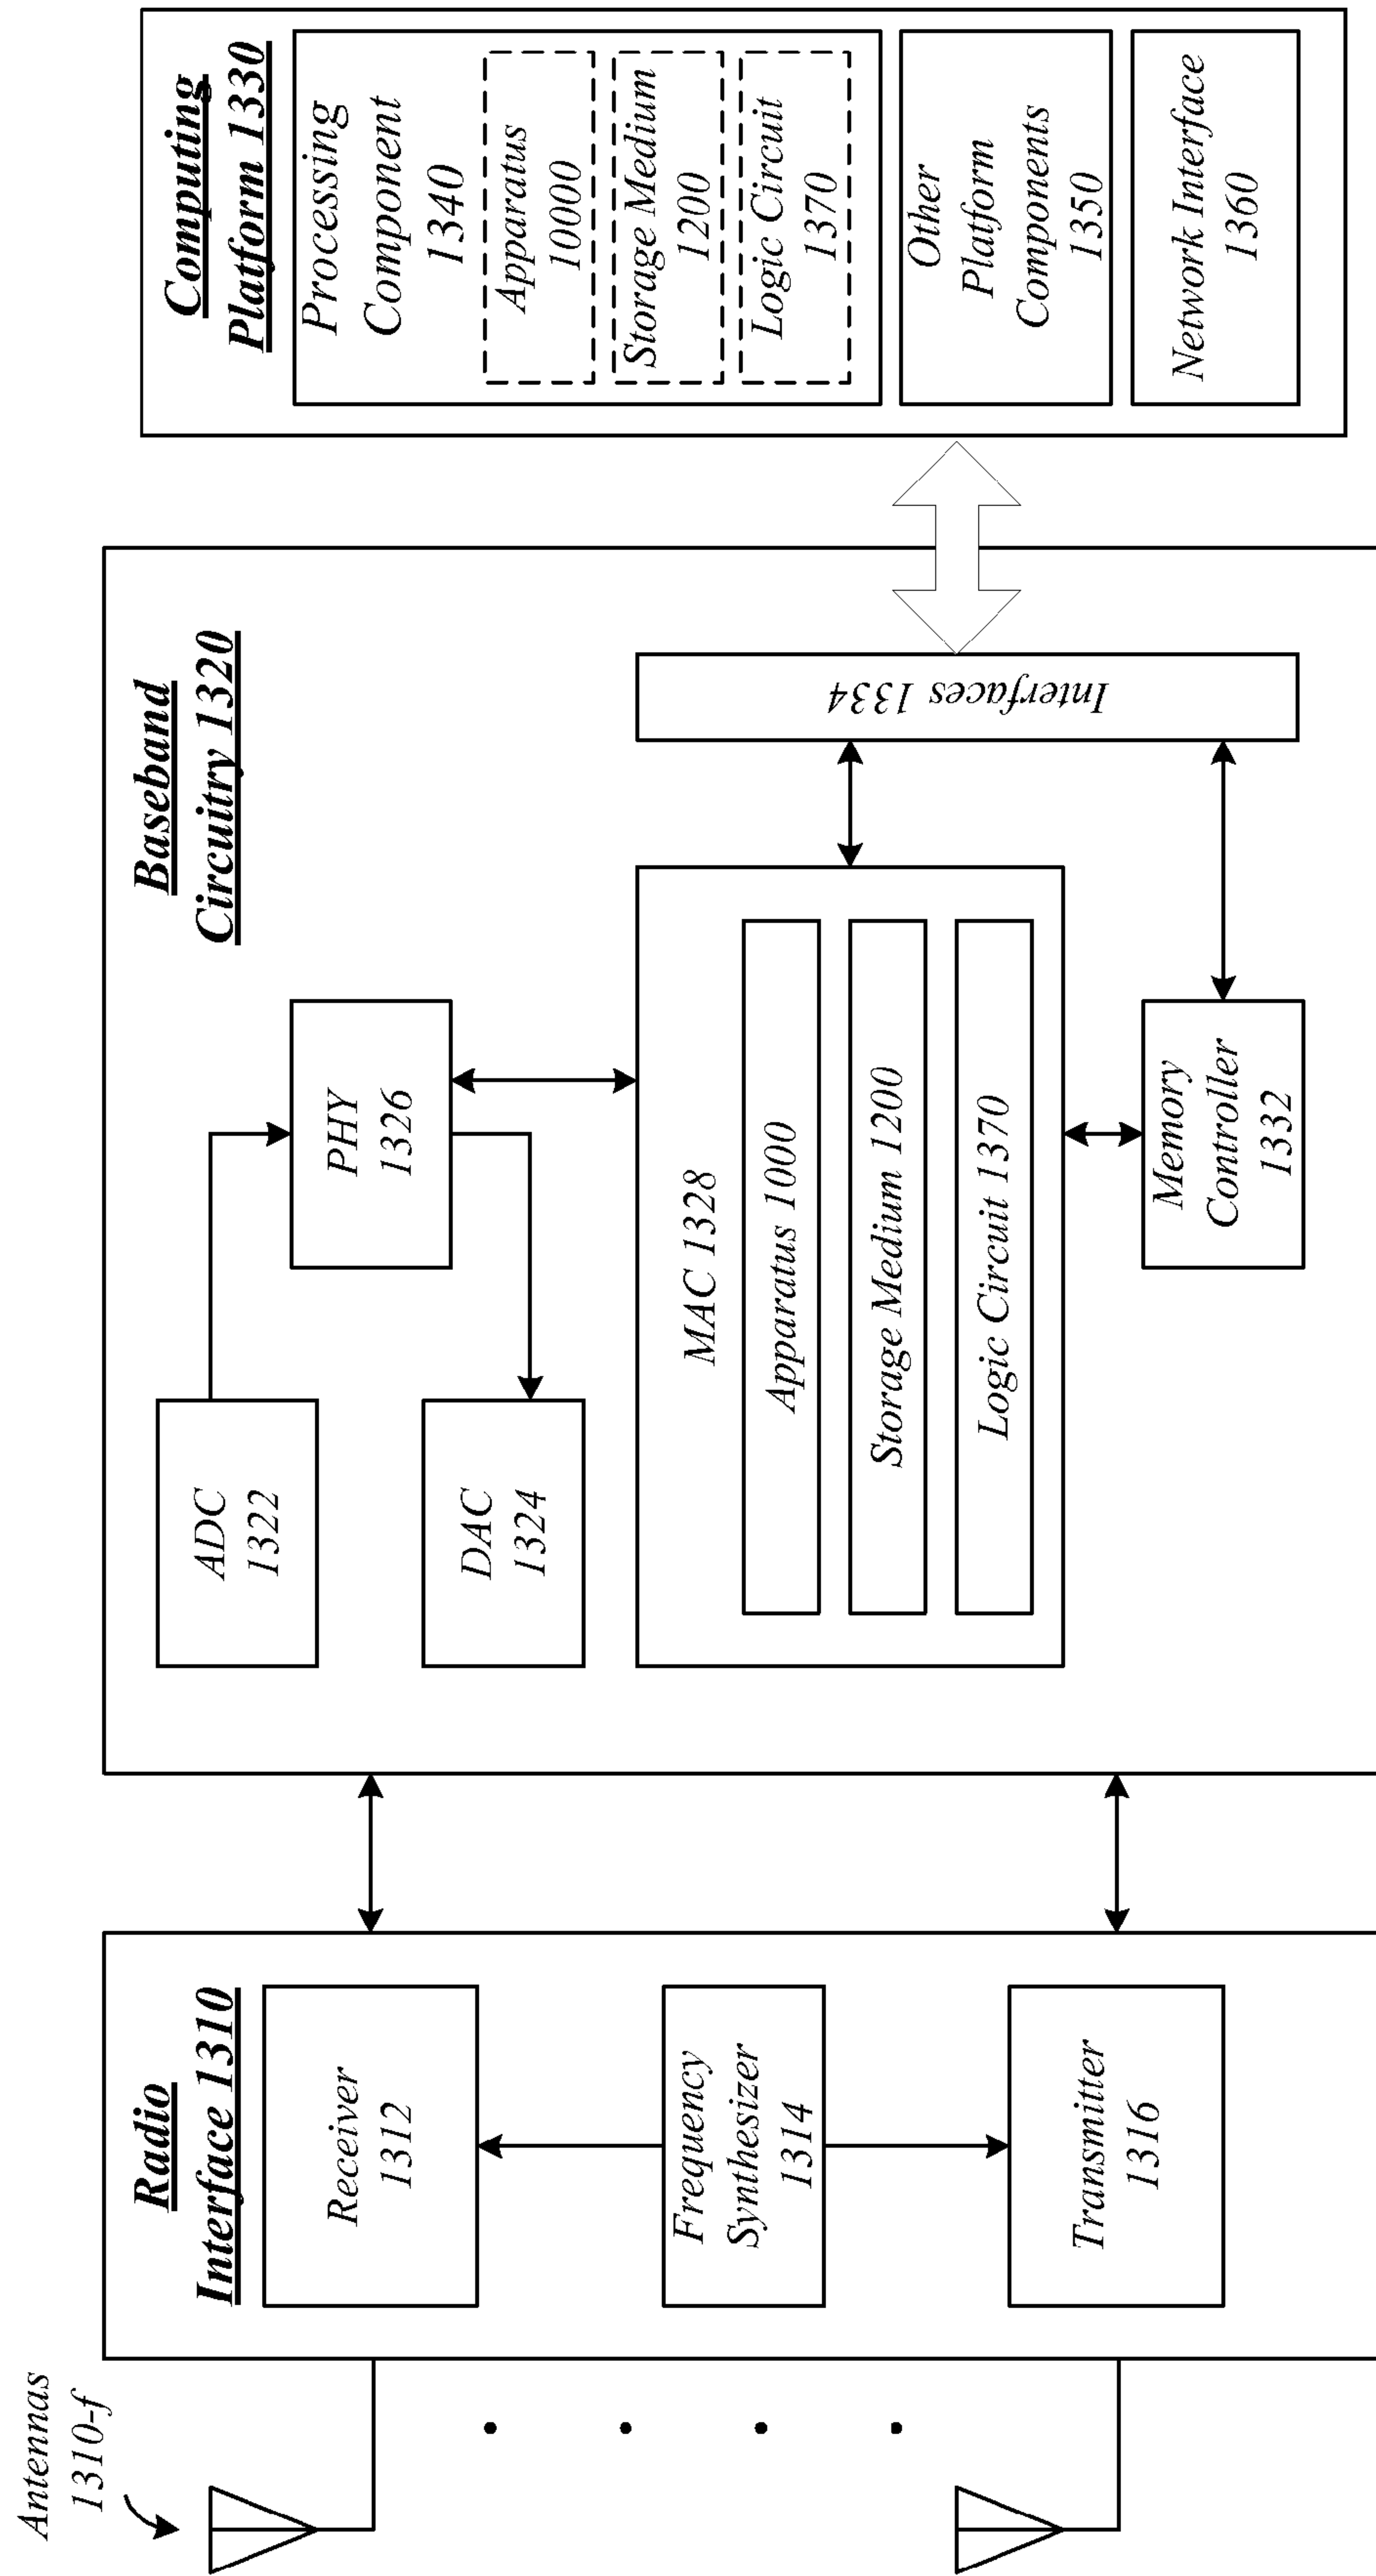 Antennas
1310-f
Radio
Interface 1310
Receiver
1312
Frequency
Synthesizer
1314
Transmitter
1316
Baseband
Circuitry 1320
ADC
1322
DAC
1324
PHY
1326
MAC 1328
Apparatus 1000
Storage Medium 1200
Logic Circuit 1370
Memory
Controller
1332
Interfaces 1334
Computing
Platform 1330
Processing
Component
1340
Apparatus
10000
Storage Medium
1200
Logic Circuit
1370
Other
Platform
Components
1350
Network Interface
1360